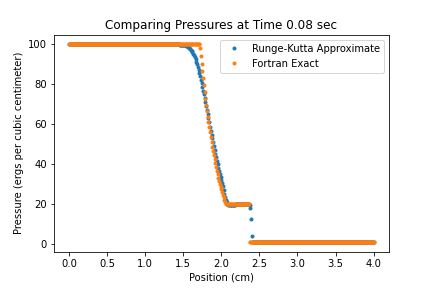 Comparing Pressures at Time 0.08 sec
Runge-Kutta Approximate
Fortran Exact
Pressure (ergs per cubic centimeter)
100
80
60
40
20
0
0.0 0.5 1.0 1.5 2.0 2.5 3.0 3.5 4.0
Position (cm)